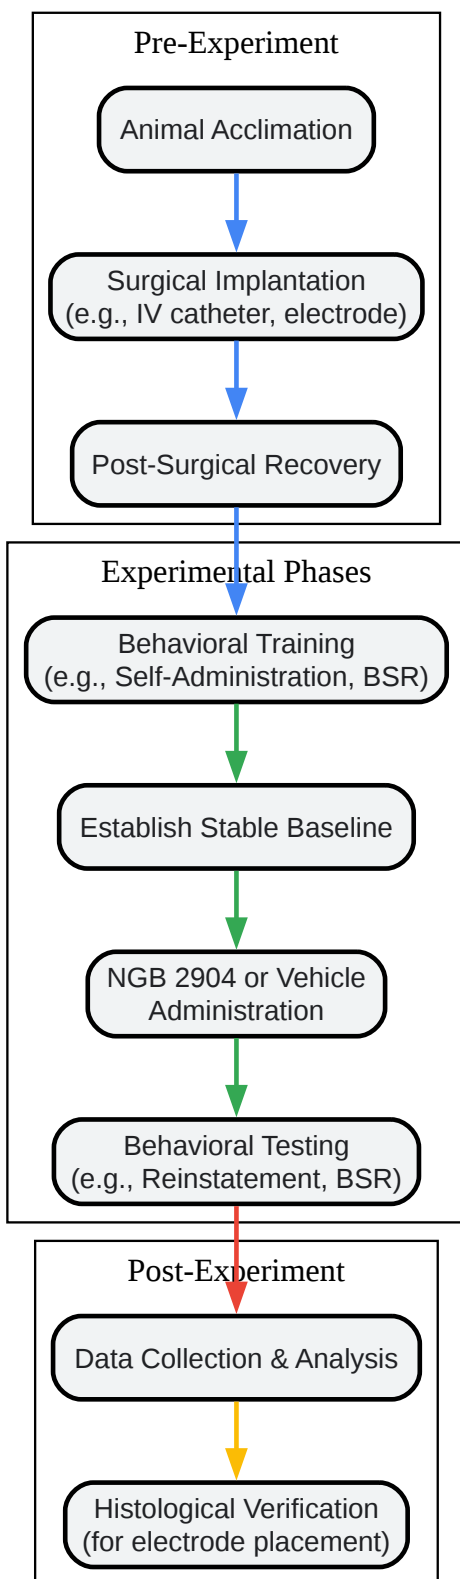 Pre-Experiment
Animal Acclimation
Surgical Implantation
(e.g., IV catheter, electrode)
Post-Surgical Recovery
Experimental Phases
Behavioral Training
(e.g., Self-Administration, BSR)
Establish Stable Baseline
NGB 2904 or Vehicle
Administration
Behavioral Testing
(e.g., Reinstatement, BSR)
Post-Experiment
Data Collection & Analysis
Histological Verification
(for electrode placement)